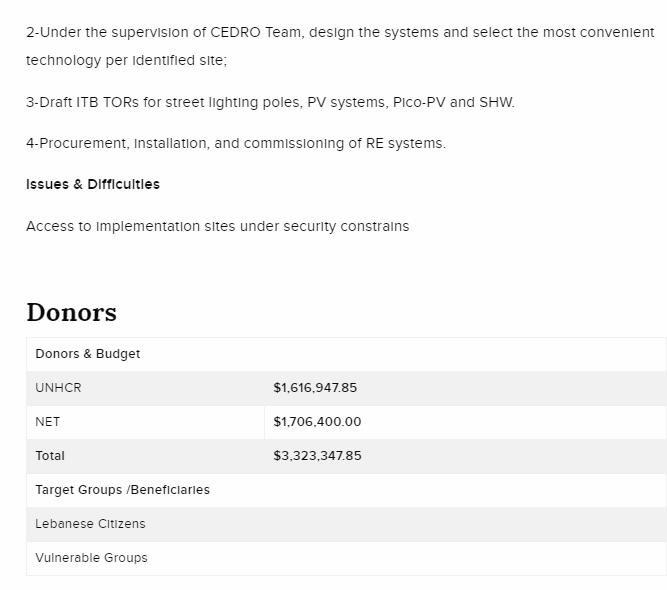 2-Under the supervision of CEDRO Team, design the systems and select the most convenient
technology per identified site;
3-Draft ITB TORs for street lighting poles, PV systems, Pico-PV and SHW.
4-Procurement, installation, and commissioning of RE systems.
Issues & Difficulties
Access to implementation sites under security constrains
Donors
Donors & Budget
UNHCR $1,616,947.85
NET $1,706,400.00
Total $3,323,347.85
Target Groups /Beneficiaries
Lebanese Citizens
Vulnerable Groups